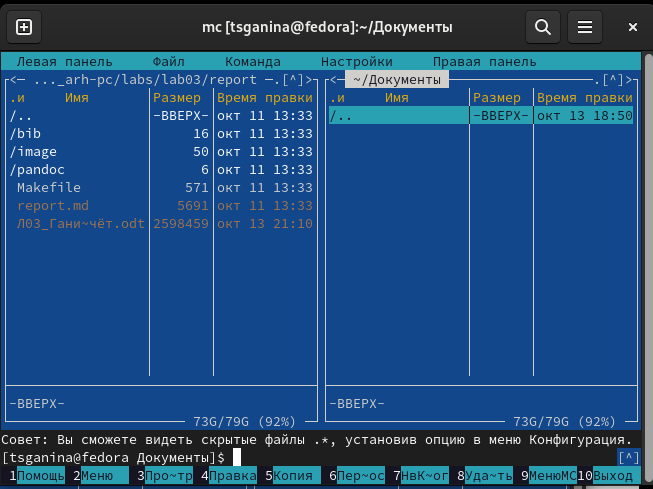 mc [tsganina@fedora]:~/Документы
Левая панель Файл Команда Настройки Правая панель
<─ ..._arh-pc/labs/lab03/report ─.[^]> <─ ~/Документы .[^]>
.и Имя Размер Время правки .и Имя Размер Время правки
/.. -ВВЕРХ- окт 11 13:33 /.. -ВВЕРХ- окт 13 18:50
/bib 16 окт 11 13:33
/image 50 окт 11 13:33
/pandoc 6 окт 11 13:33
Makefile 571 окт 11 13:33
report.md 5691 окт 11 13:33
Л03_Гани~чёт.odt 2598459 окт 13 21:10
-ВВЕРХ- -ВВЕРХ-
73G/79G (92%) 73G/79G (92%)
Совет: Вы сможете видеть скрытые файлы .*, установив опцию в меню Конфигурация.
[tsganina@fedora Документы]$ [^]
1Помощь 2Меню 3Про~тр 4Правка 5Копия 6Пер~ос 7НвК~ог 8Уда~ть 9МенюMC 10Выход